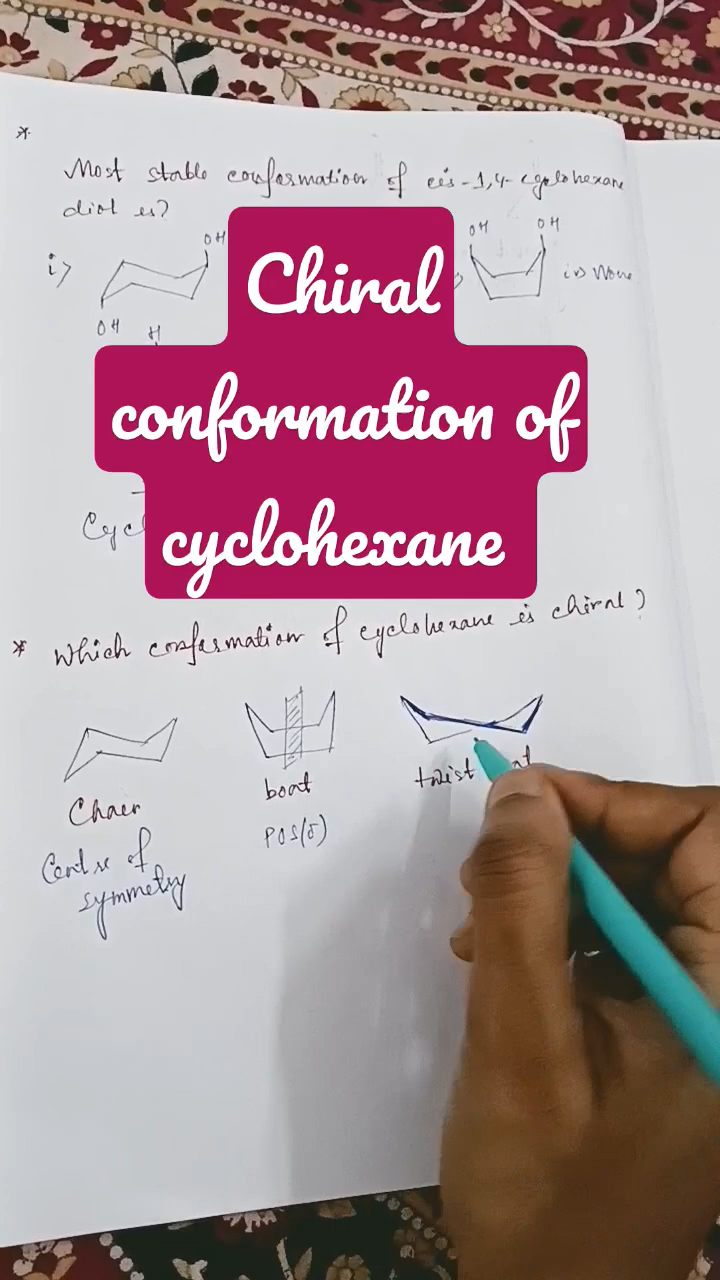 * Most stable conformation of cis-1,4-cyclohexane
diol is?
i>
OH
OH
H
OH OH
iv> None
Chiral
conformation of
cyclohexane
Cycl
* Which conformation of cyclohexane is chiral?
Chair
boat
twist
Centre of
symmetry
POS(σ)